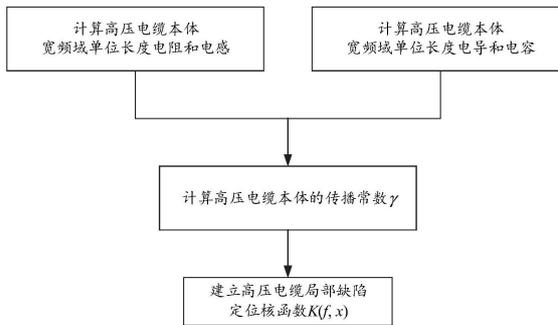 计算高压电缆本体
宽频域单位长度电阻和电感
计算高压电缆本体
宽频域单位长度电导和电容
计算高压电缆本体的传播常数γ
建立高压电缆局部缺陷
定位核函数K(f, x)